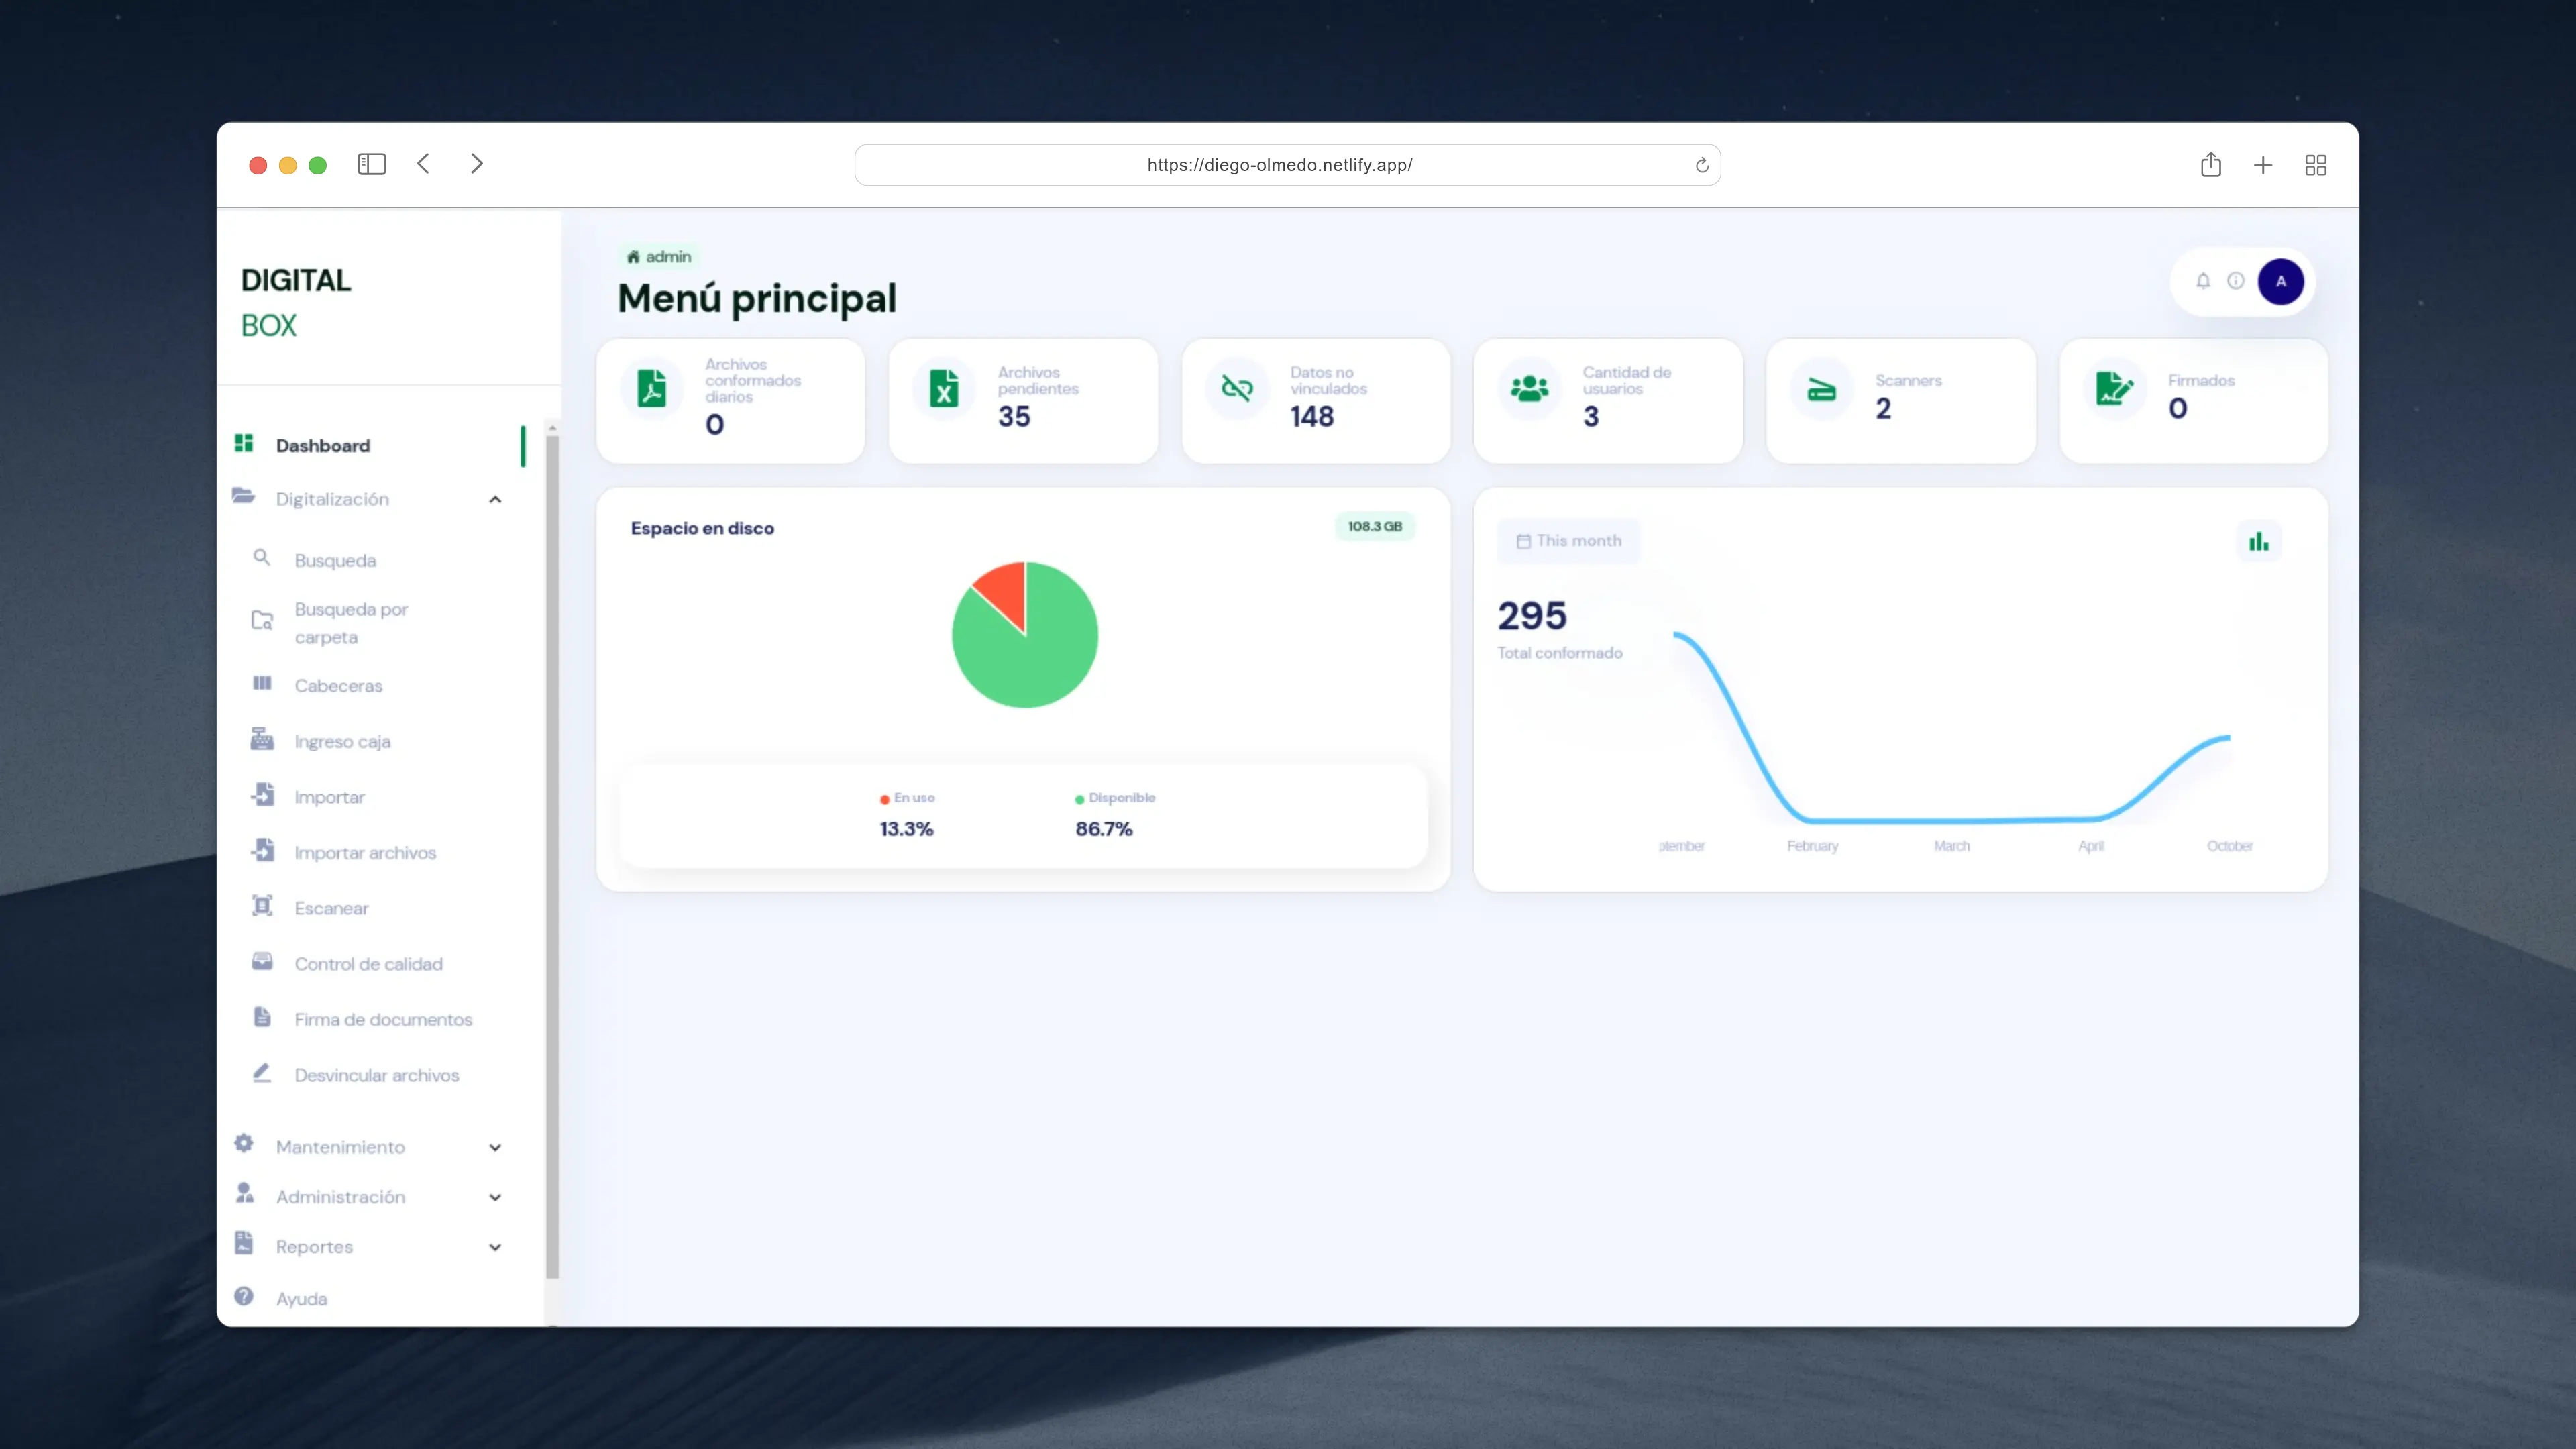 https://diego-olmedo.netlify.app/
DIGITAL
BOX
Dashboard
Digitalización
Busqueda
Busqueda por
carpeta
Cabeceras
Ingreso caja
Importar
Importar archivos
Escanear
Control de calidad
Firma de documentos
Desvincular archivos
Mantenimiento
Administración
Reportes
Ayuda
admin
Menú principal
A
Archivos
conformados
diarios
0
Archivos
pendientes
35
Datos no
vinculados
148
Cantidad de
usuarios
3
Scanners
2
Firmados
0
Espacio en disco
108.3 GB
En uso
13.3%
Disponible
86.7%
This month
295
Total conformado
ptember February March April October